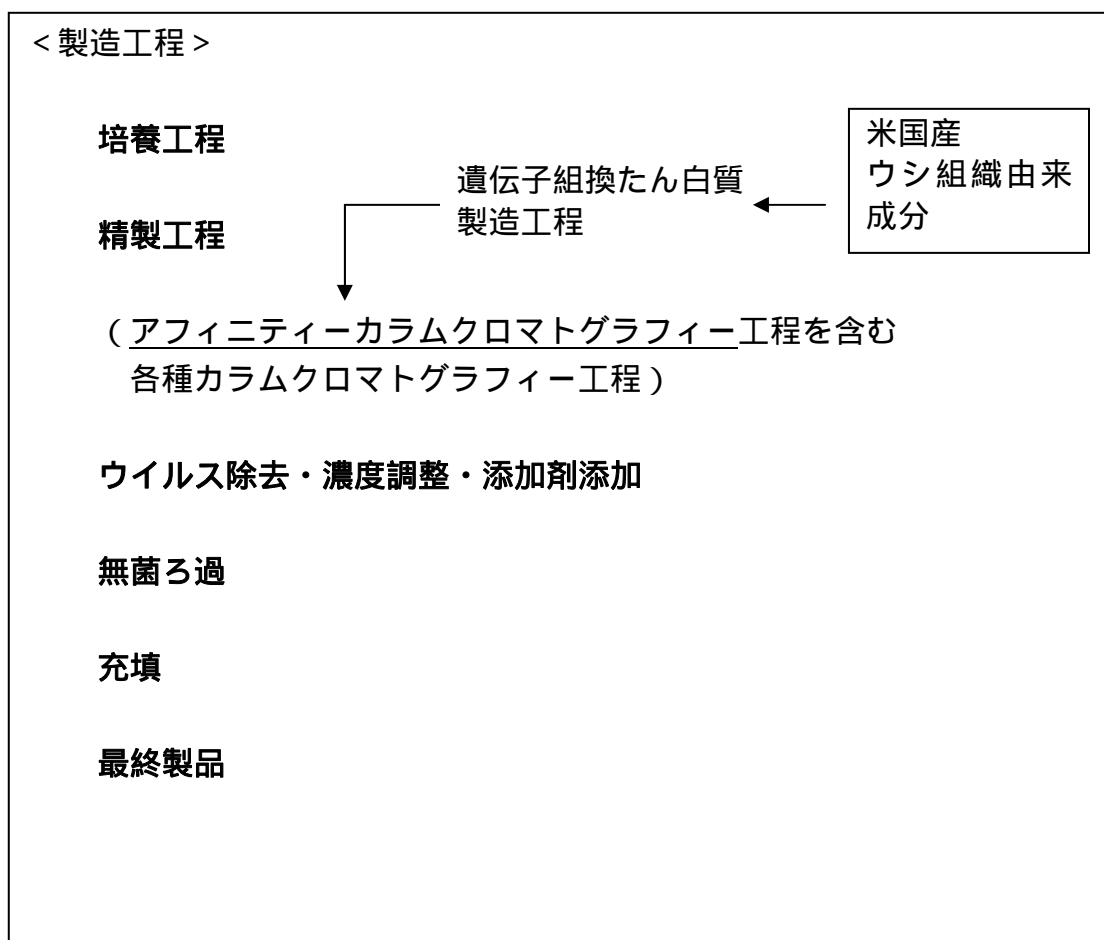 <製造工程>
培養工程
米国産
ウシ組織由来
成分
遺伝子組換たん白質
製造工程
精製工程
(アフィニティーカラムクロマトグラフィー工程を含む
各種カラムクロマトグラフィー工程)
ウイルス除去・濃度調整・添加剤添加
無菌ろ過
充填
最終製品